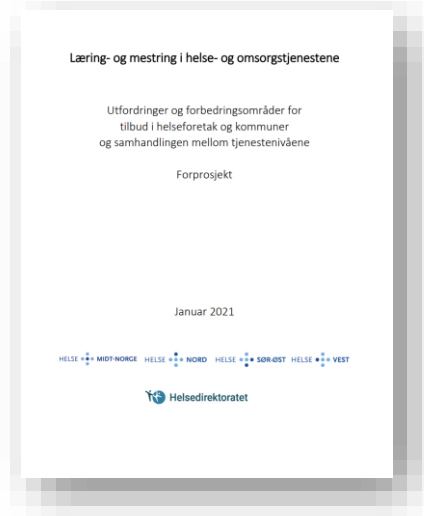 Læring- og mestring i helse- og omsorgstjenestene
Utfordringer og forbedringsområder for
tilbud i helseforetak og kommuner
og samhandlingen mellom tjenestenivåene
Forprosjekt
Januar 2021
HELSE MIDT-NORGE HELSE NORD HELSE SØR-ØST HELSE VEST
Helsedirektoratet